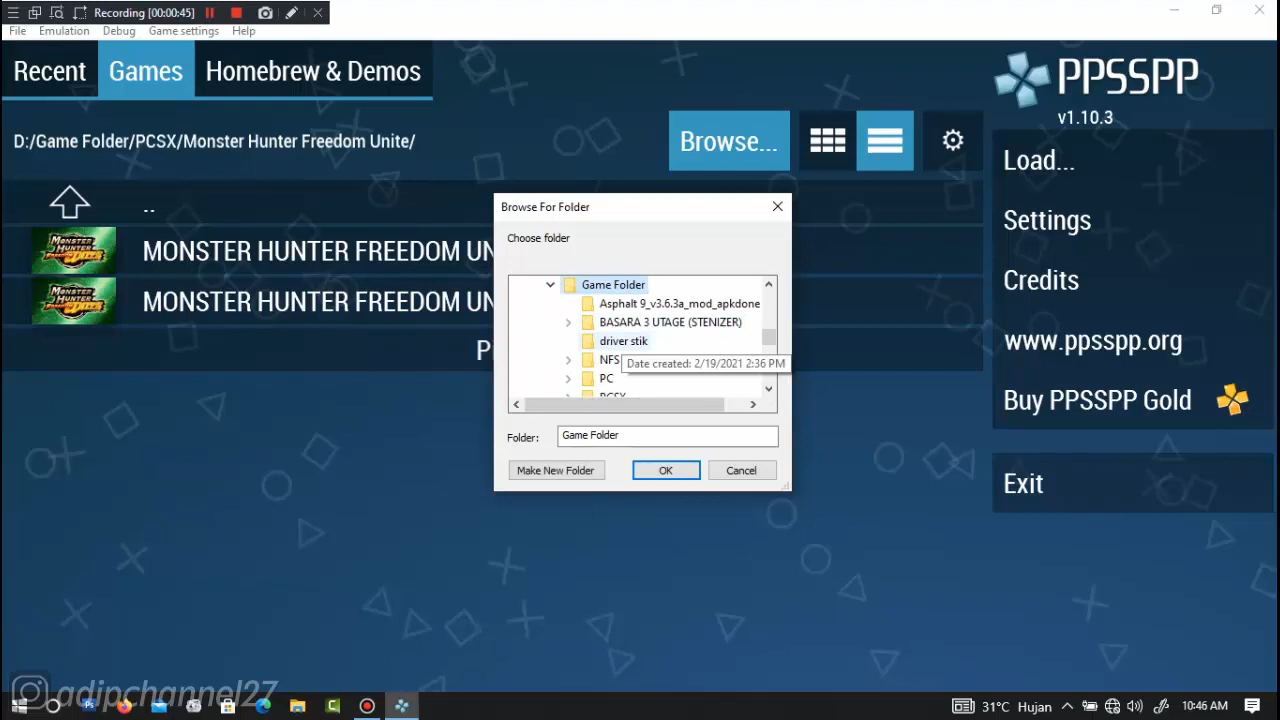 Recording [00:00:45]
File Emulation Debug Game settings Help
Recent Games Homebrew & Demos
PPSSPP
v1.10.3
D:/Game Folder/PCSX/Monster Hunter Freedom Unite/
Browse...
Load...
Settings
Credits
www.ppsspp.org
Buy PPSSPP Gold
Exit
..
MONSTER HUNTER FREEDOM UN
MONSTER HUNTER FREEDOM UN
Browse For Folder
Choose folder
Game Folder
Asphalt 9_v3.6.3a_mod_apkdone
BASARA 3 UTAGE (STENIZER)
driver stik
NFS
Date created: 2/19/2021 2:36 PM
PC
PCSX
Folder: Game Folder
Make New Folder OK Cancel
adipchannel27
31°C Hujan 10:46 AM